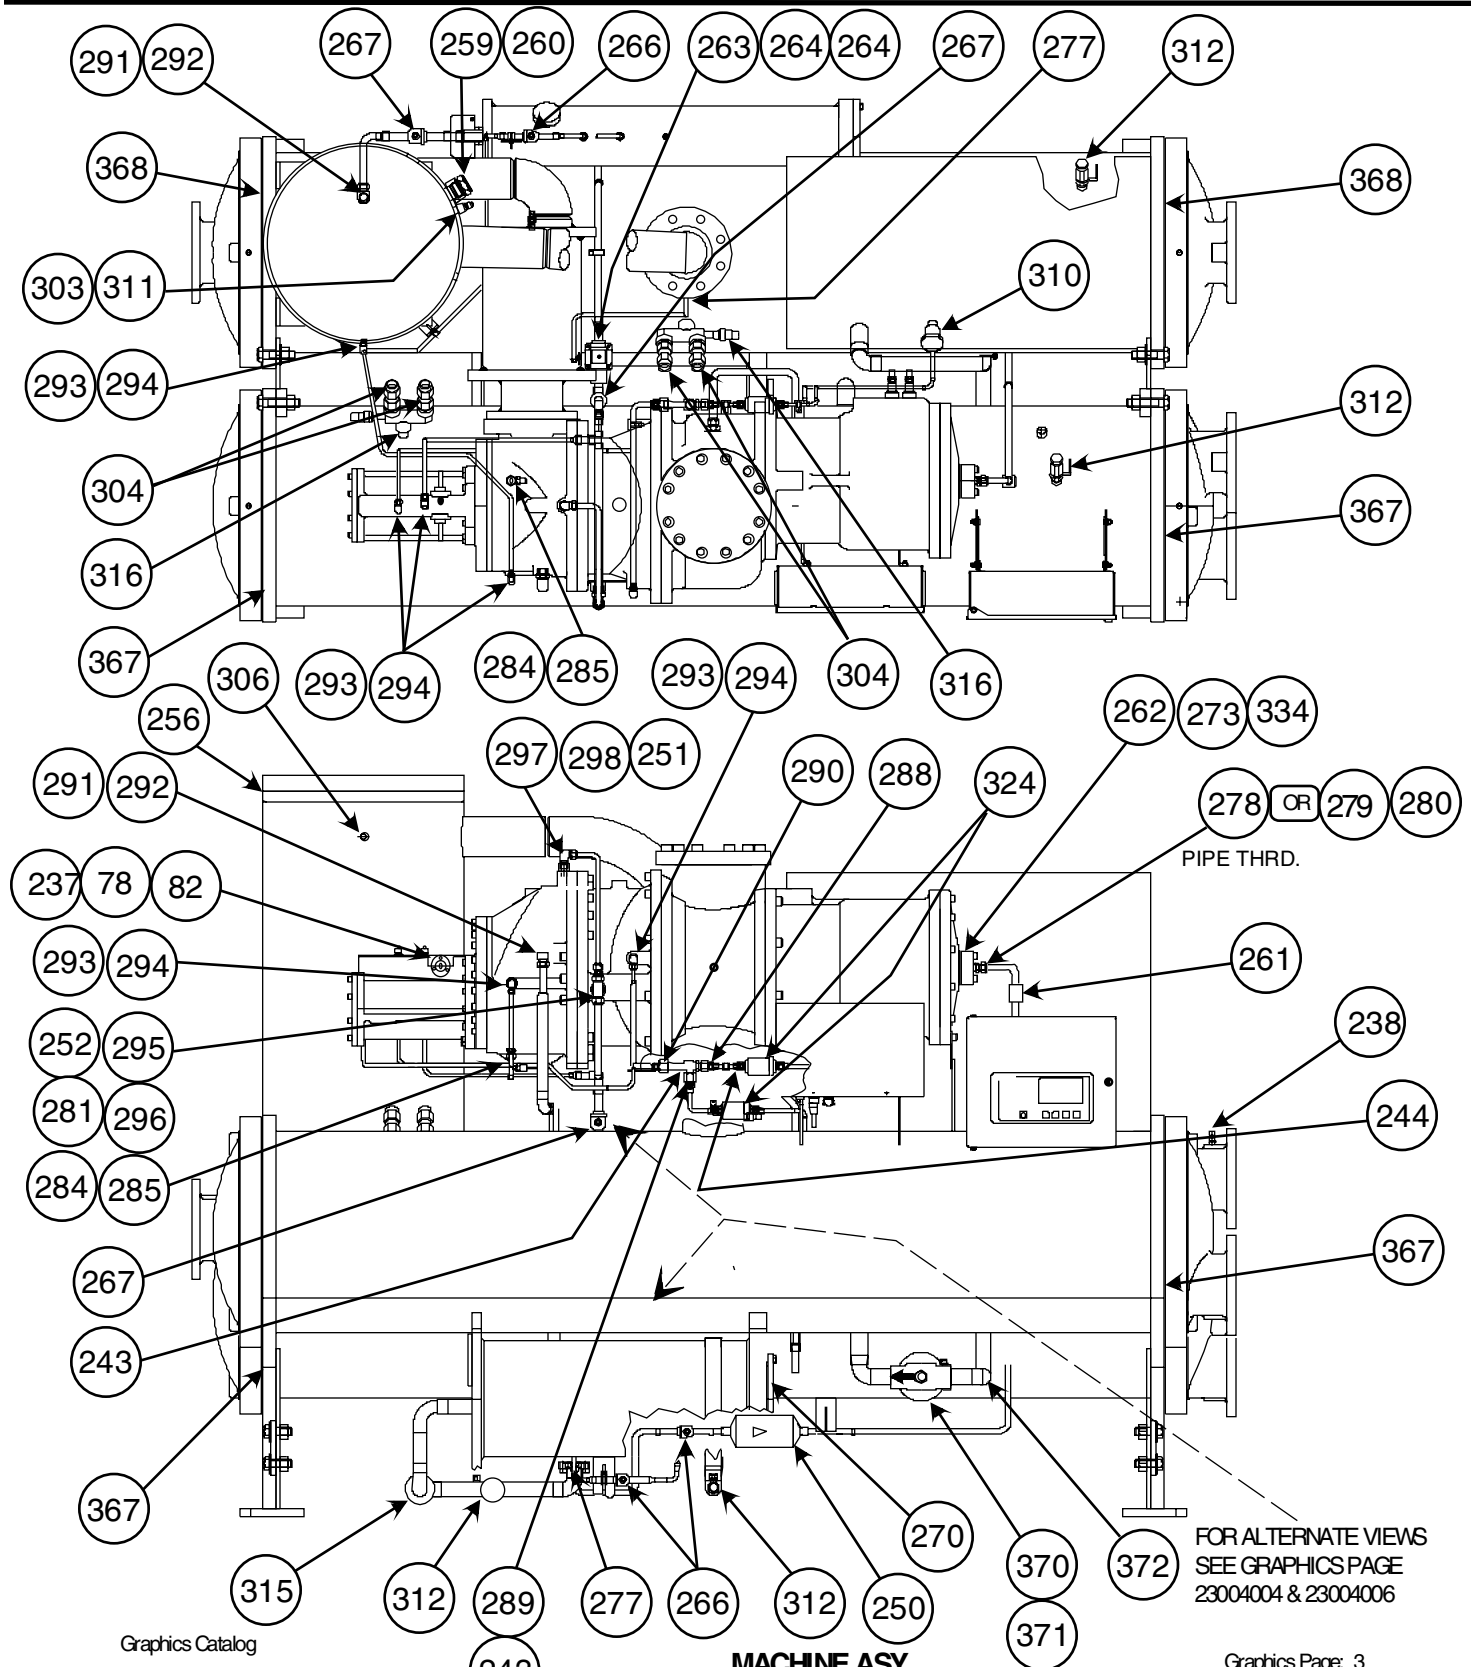 291 292 267 259 260 266 263 264 264 267 277 312
368 368
303 311 310
293 294 312
304 367
316
367 306 293 294 284 285 293 294 304 316
256 297 298 251 262 273 334
291 292 290 288 324 278 OR 279 280
PIPE THRD.
237 78 82
293 294 261
252 295 238
281 296 244
284 285
267 367
243
367 270
315 312 289 277 266 312 250 370 372
371
FOR ALTERNATE VIEWS
SEE GRAPHICS PAGE
23004004 & 23004006
Graphics Catalog
MACHINE ASY
Graphics Page: 3